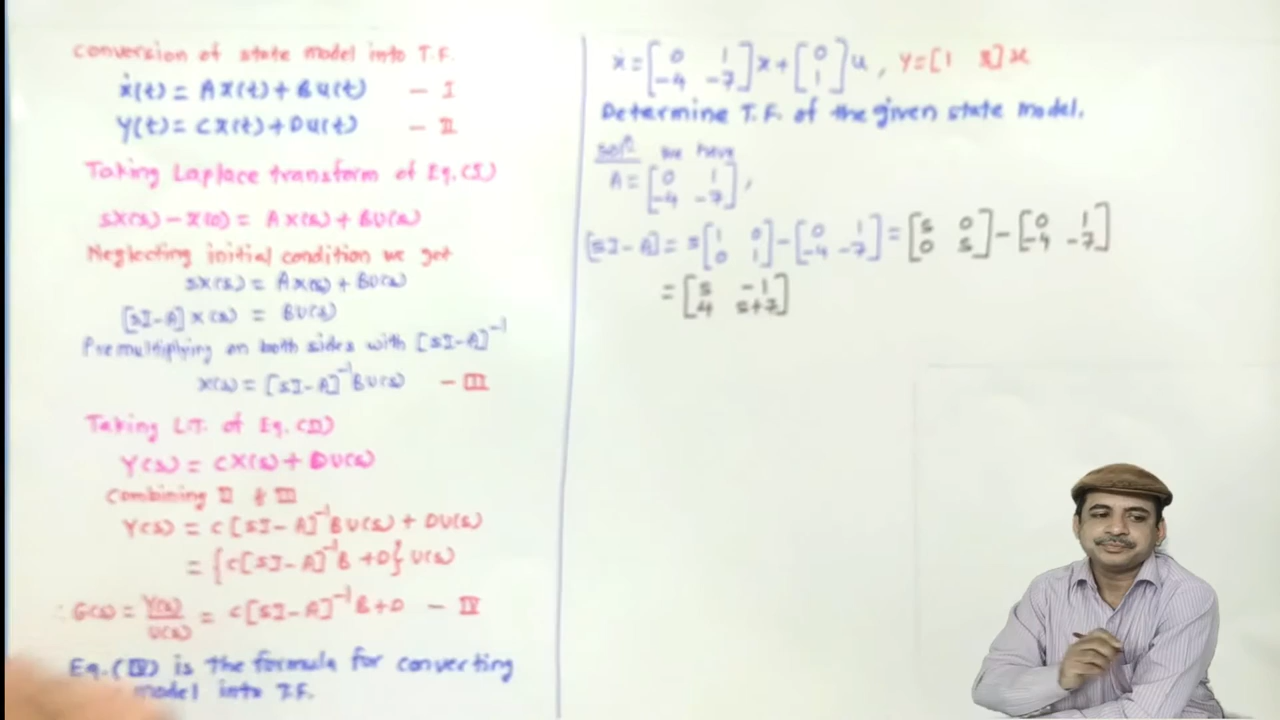 conversion of state model into T.F.
ẋ(t) = Ax(t) + Bu(t) – I
Y(t) = Cx(t) + Du(t) – II
Taking Laplace transform of Eq.(I)
sX(s) – x(0) = AX(s) + BU(s)
Neglecting initial condition we get
sX(s) = AX(s) + BU(s)
[sI–A] X(s) = BU(s)
Premultiplying on both sides with [sI–A]⁻¹
X(s) = [sI–A]⁻¹BU(s) – III
Taking L.T. of Eq.(II)
Y(s) = CX(s) + DU(s)
Combining II & III
Y(s) = C[sI–A]⁻¹BU(s) + DU(s)
= {C[sI–A]⁻¹B + D} U(s)
∴ G(s) = Y(s)/U(s) = C[sI–A]⁻¹B+D – IV
Eq.(IV) is the formula for converting
model into T.F.
ẋ = [0 1; -4 -7] x + [0; 1] u, Y = [1 ] x
Determine T.F. of the given state model.
Solⁿ we have
A = [0 1; -4 -7],
[sI–A] = s[1 0; 0 1] – [0 1; -4 -7] = [s 0; 0 s] – [0 1; -4 -7]
= [s -1; 4 s+7]